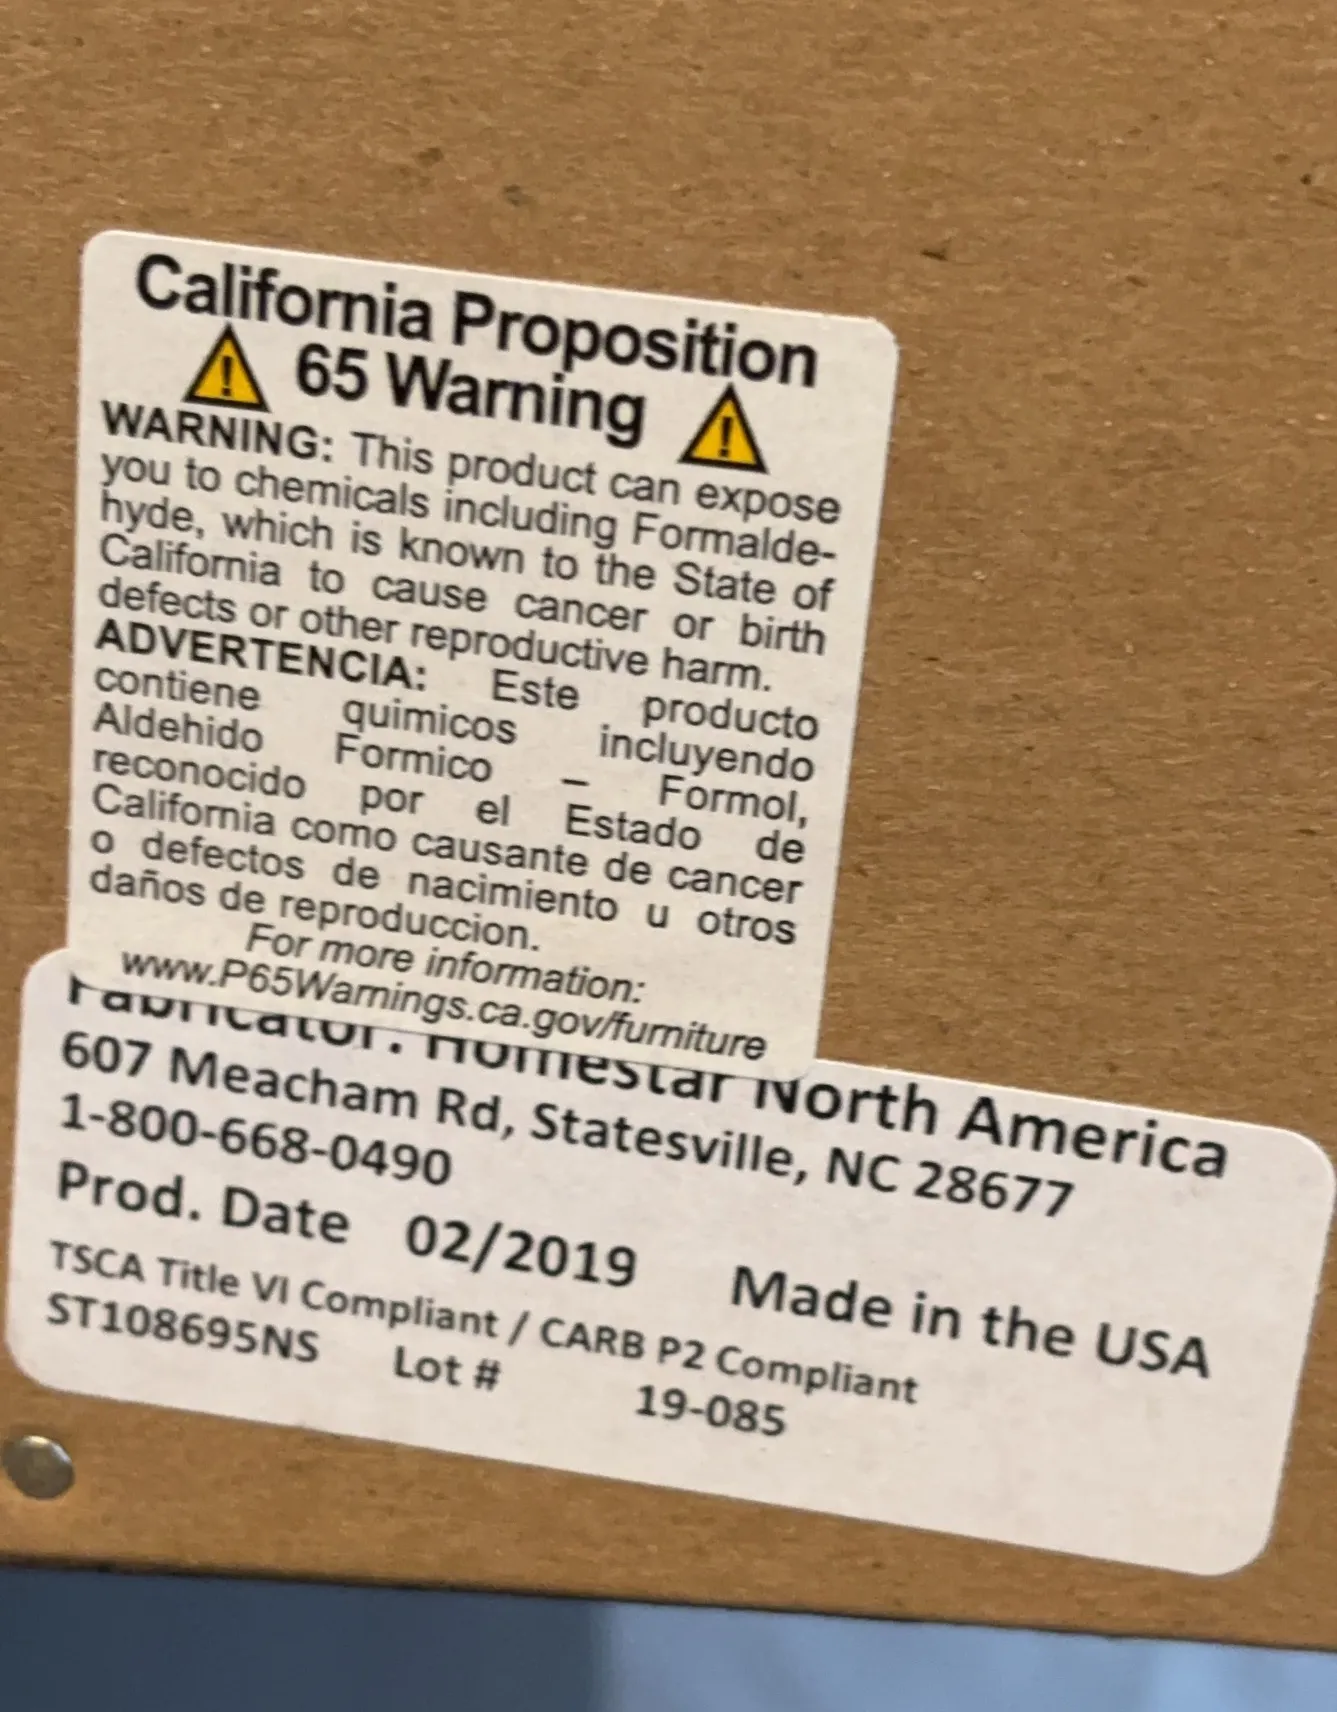 California Proposition
65 Warning
WARNING: This product can expose
you to chemicals including Formalde-
hyde, which is known to the State of
California to cause cancer or birth
defects or other reproductive harm.
ADVERTENCIA: Este producto
contiene quimicos incluyendo
Aldehido Formico – Formol,
reconocido por el Estado de
California como causante de cancer
o defectos de nacimiento u otros
daños de reproduccion.
For more information:
www.P65Warnings.ca.gov/furniture
Fabricator: Homestar North America
607 Meacham Rd, Statesville, NC 28677
1-800-668-0490
Prod. Date 02/2019 Made in the USA
TSCA Title VI Compliant / CARB P2 Compliant
ST108695NS Lot # 19-085